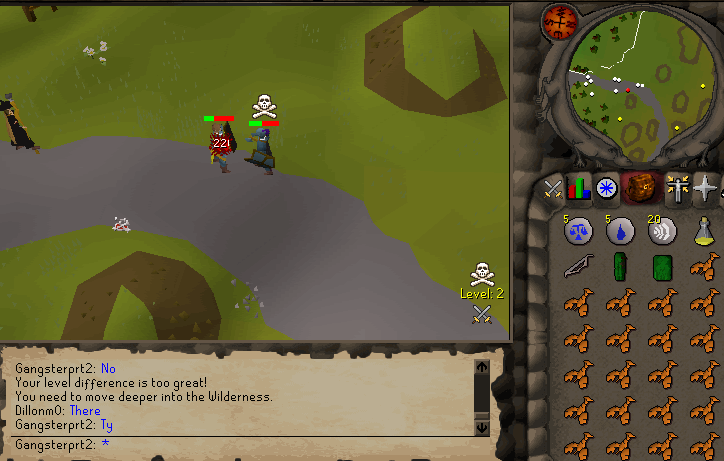 22
5
5
20
Level: 2
Gangsterprt2: No
Your level difference is too great!
You need to move deeper into the Wilderness.
Dillonm0: There
Gangsterprt2: Ty
Gangsterprt2: *